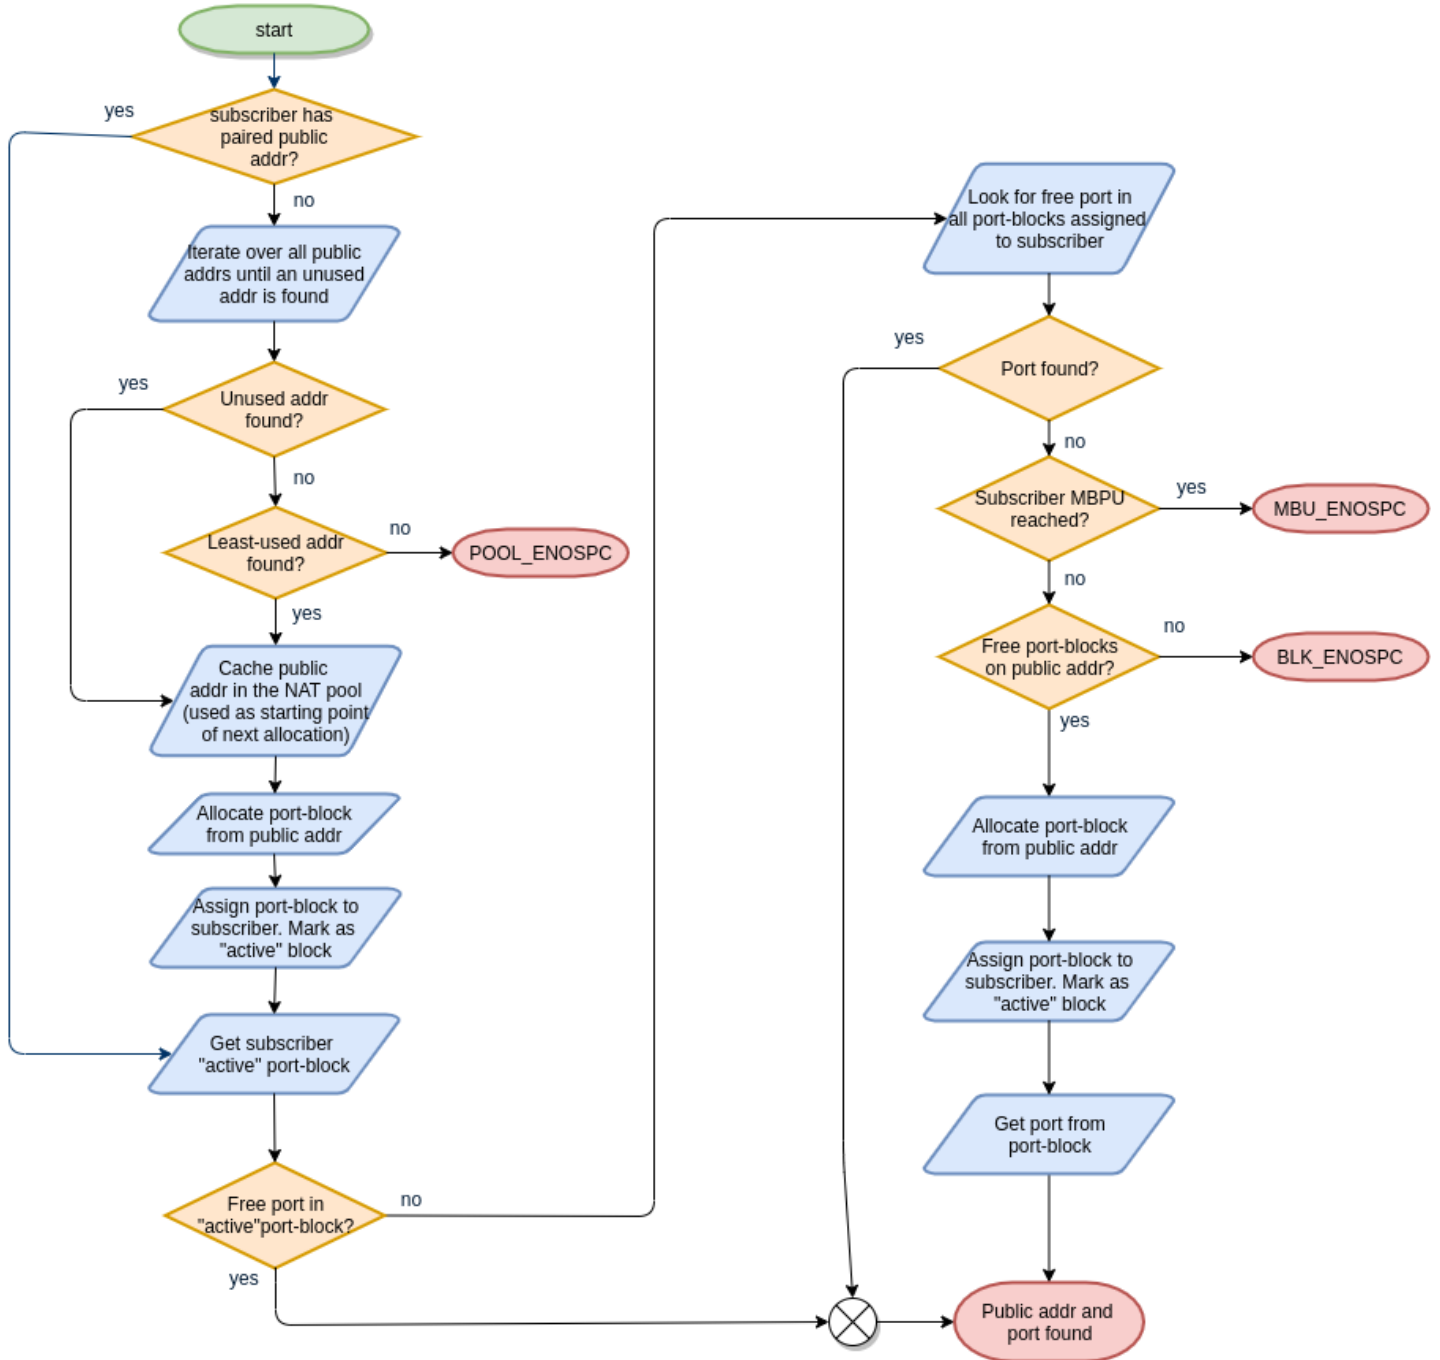 start
yes
subscriber has
paired public
addr?
no
Iterate over all public
addrs until an unused
addr is found
yes
Unused addr
found?
no
Least-used addr
found?
no
POOL_ENOSPC
yes
Cache public
addr in the NAT pool
(used as starting point
of next allocation)
Allocate port-block
from public addr
Assign port-block to
subscriber. Mark as
"active" block
Get subscriber
"active" port-block
Free port in
"active"port-block?
no
yes
Look for free port in
all port-blocks assigned
to subscriber
yes
Port found?
no
Subscriber MBPU
reached?
yes
MBU_ENOSPC
no
Free port-blocks
on public addr?
no
BLK_ENOSPC
yes
Allocate port-block
from public addr
Assign port-block to
subscriber. Mark as
"active" block
Get port from
port-block
Public addr and
port found